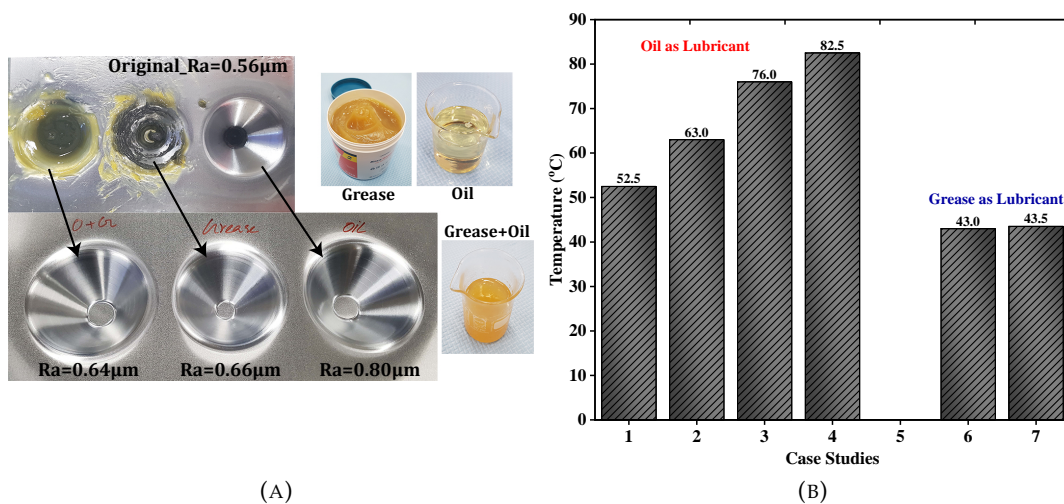 Original_Ra=0.56μm
Grease
Oil
O+G
Grease
Oil
Grease+Oil
Ra=0.64μm
Ra=0.66μm
Ra=0.80μm
(A)
90
80
70
60
50
40
30
20
10
0
Temperature (°C)
Oil as Lubricant
Grease as Lubricant
52.5
63.0
76.0
82.5
43.0
43.5
1 2 3 4 5 6 7
Case Studies
(B)